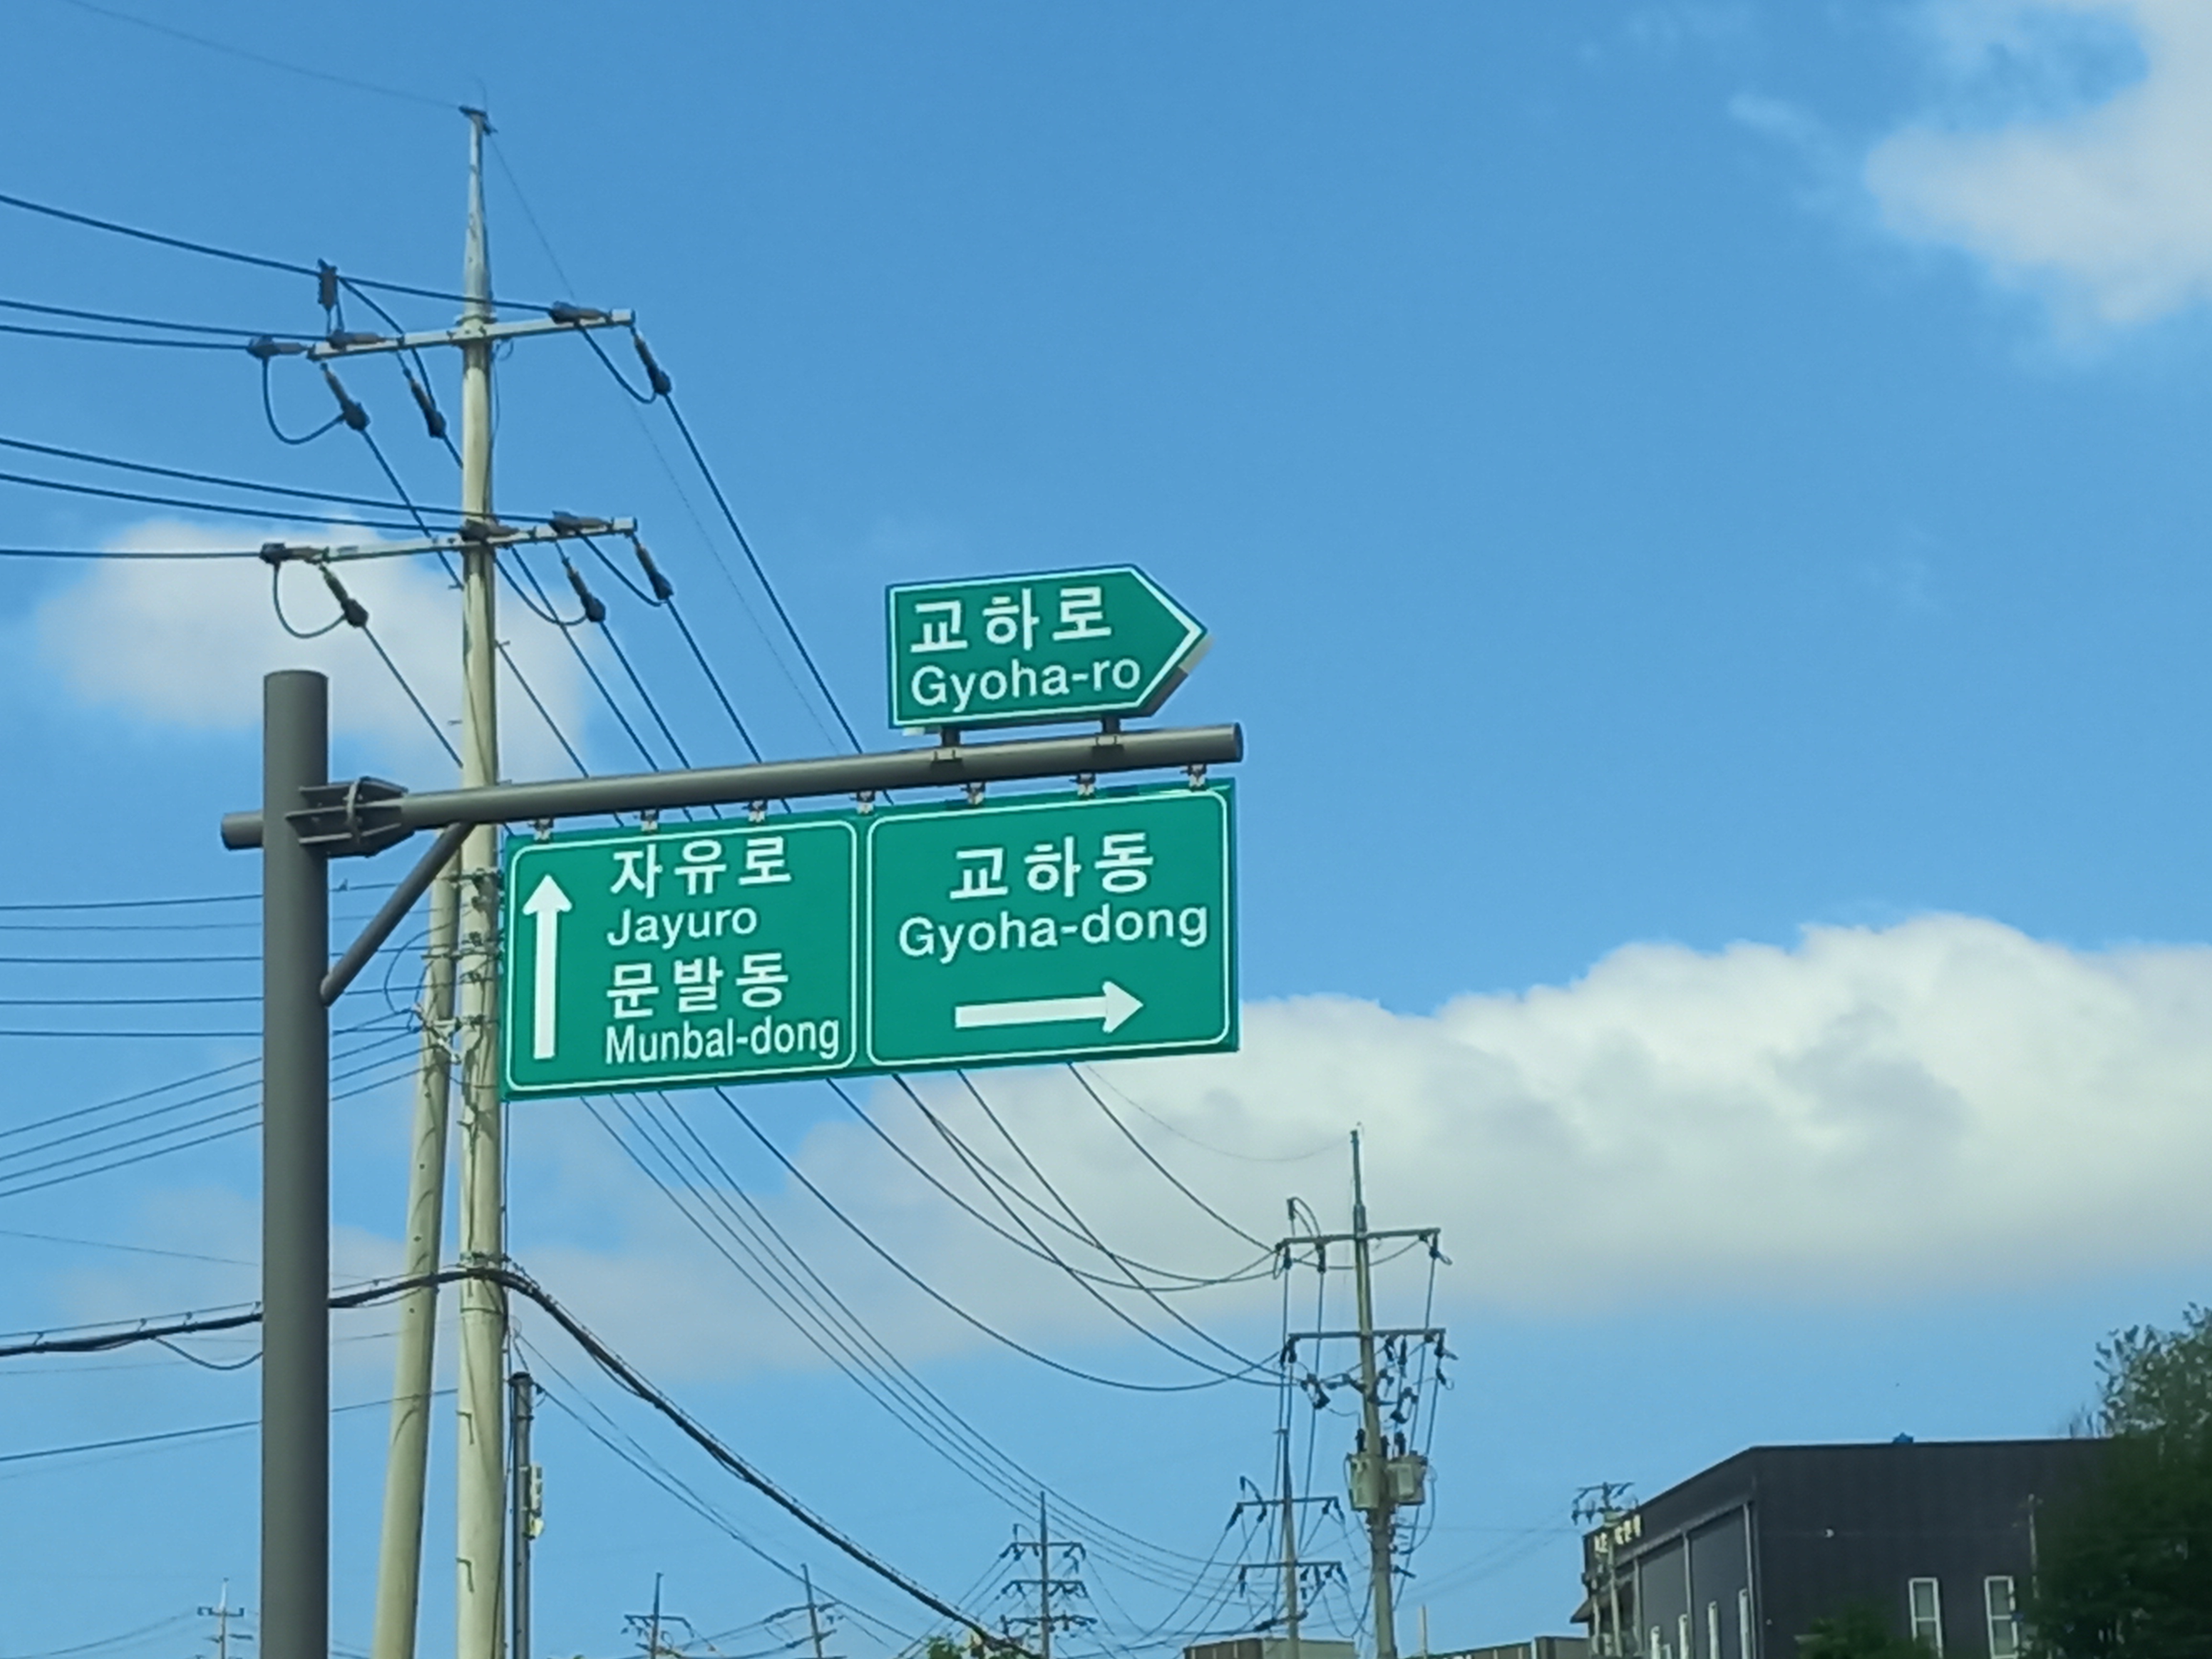 교하로
Gyoha-ro
자유로
Jayuro
문발동
Munbal-dong
교하동
Gyoha-dong